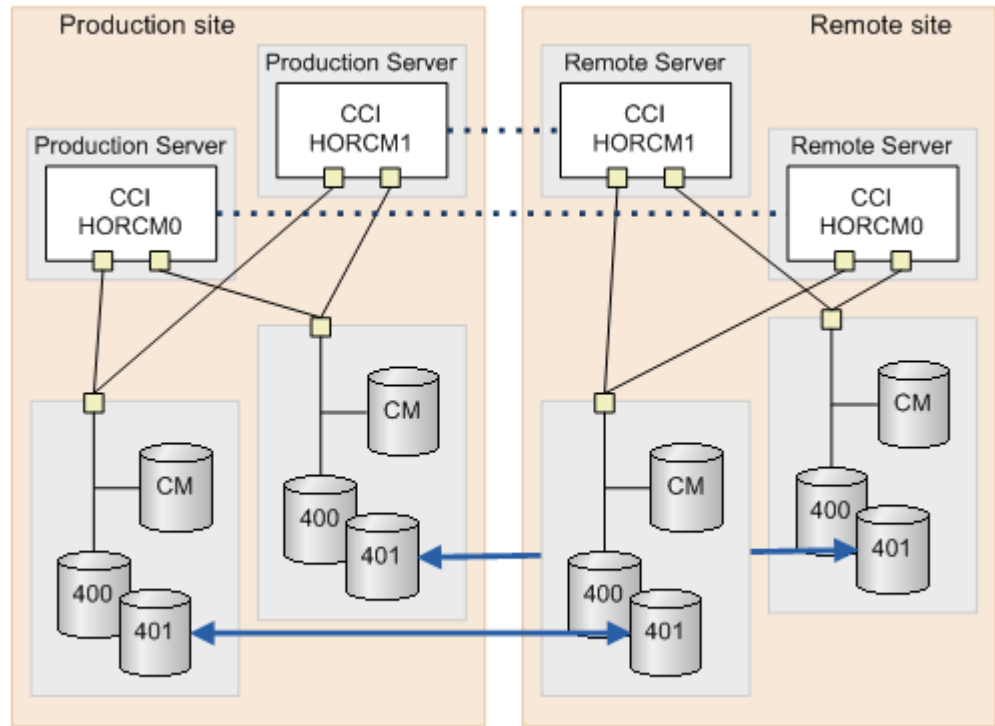 Production site
Production Server
CCI
HORCM1
Production Server
CCI
HORCM0
CM
400
401
CM
400
401
Remote site
Remote Server
CCI
HORCM1
Remote Server
CCI
HORCM0
CM
400
401
CM
400
401